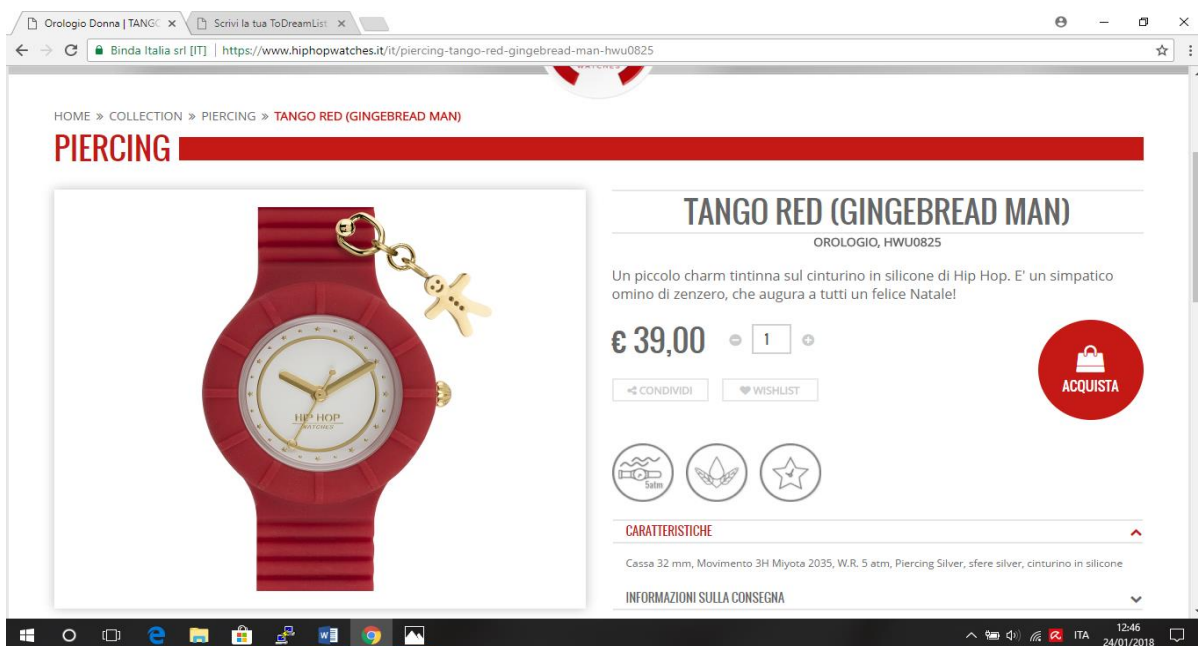 Orologio Donna | TANGO
Scrivi la tua ToDreamList
Binda Italia srl [IT] | https://www.hiphopwatches.it/it/piercing-tango-red-gingebread-man-hwu0825
WATCHES
HOME » COLLECTION » PIERCING » TANGO RED (GINGEBREAD MAN)
PIERCING
TANGO RED (GINGEBREAD MAN)
OROLOGIO, HWU0825
Un piccolo charm tintinna sul cinturino in silicone di Hip Hop. E' un simpatico
omino di zenzero, che augura a tutti un felice Natale!
€ 39,00 1
ACQUISTA
CONDIVIDI WISHLIST
HIP HOP
WATCHES
5atm
CARATTERISTICHE
Cassa 32 mm, Movimento 3H Miyota 2035, W.R. 5 atm, Piercing Silver, sfere silver, cinturino in silicone
INFORMAZIONI SULLA CONSEGNA
ITA
12:46
24/01/2018